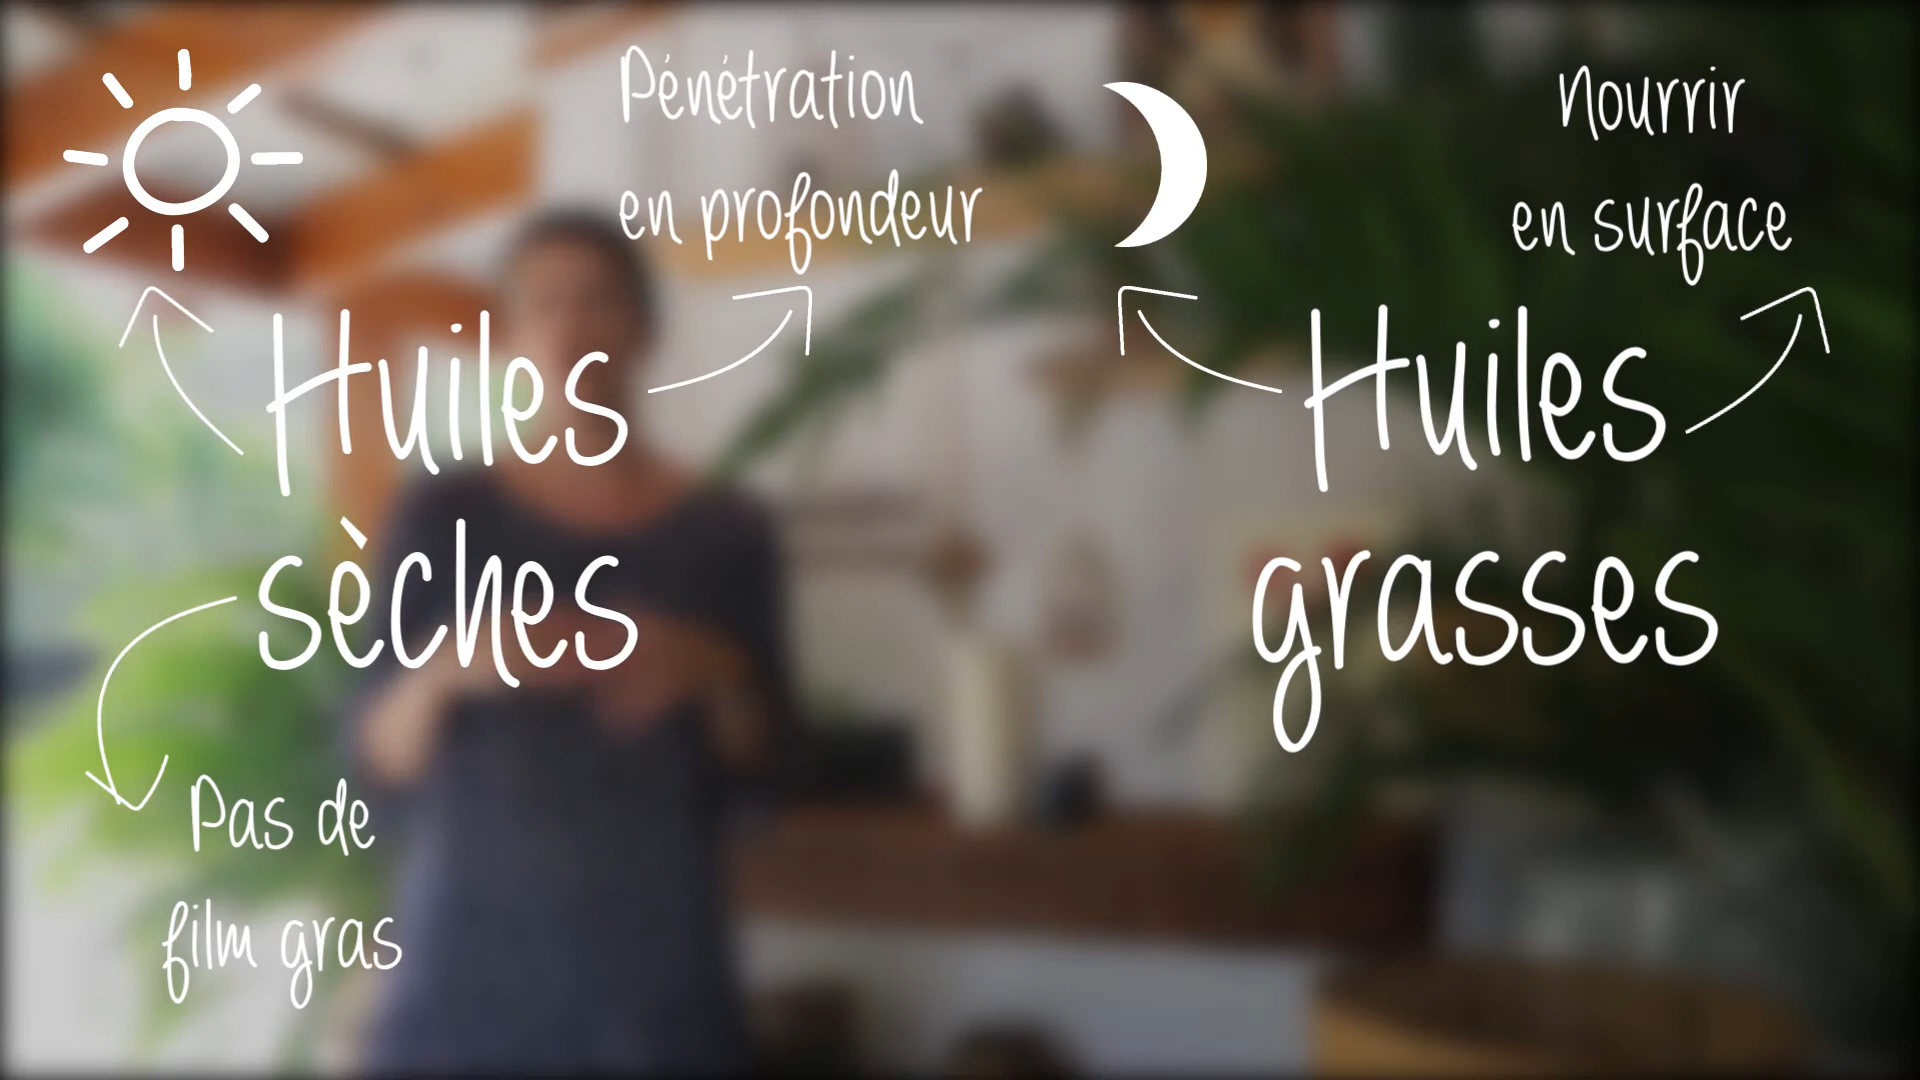 Pénétration
en profondeur
Huiles
sèches
Pas de
film gras
Nourrir
en surface
Huiles
grasses